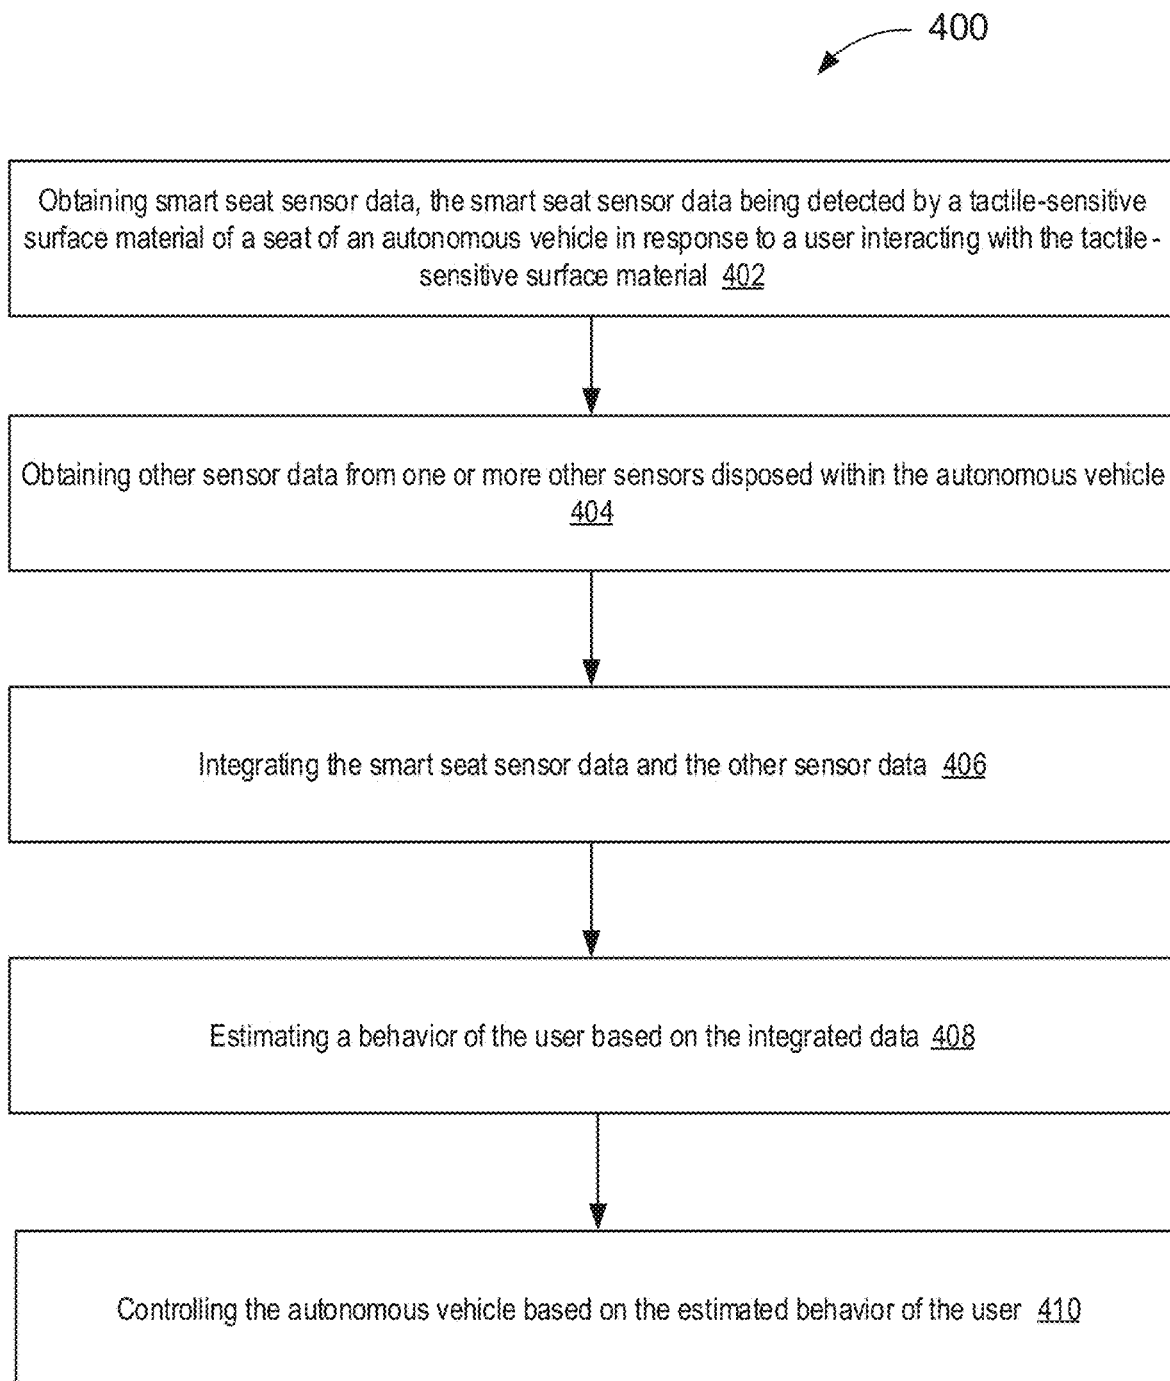 400
Obtaining smart seat sensor data, the smart seat sensor data being detected by a tactile-sensitive
surface material of a seat of an autonomous vehicle in response to a user interacting with the tactile-
sensitive surface material 402
Obtaining other sensor data from one or more other sensors disposed within the autonomous vehicle
404
Integrating the smart seat sensor data and the other sensor data 406
Estimating a behavior of the user based on the integrated data 408
Controlling the autonomous vehicle based on the estimated behavior of the user 410